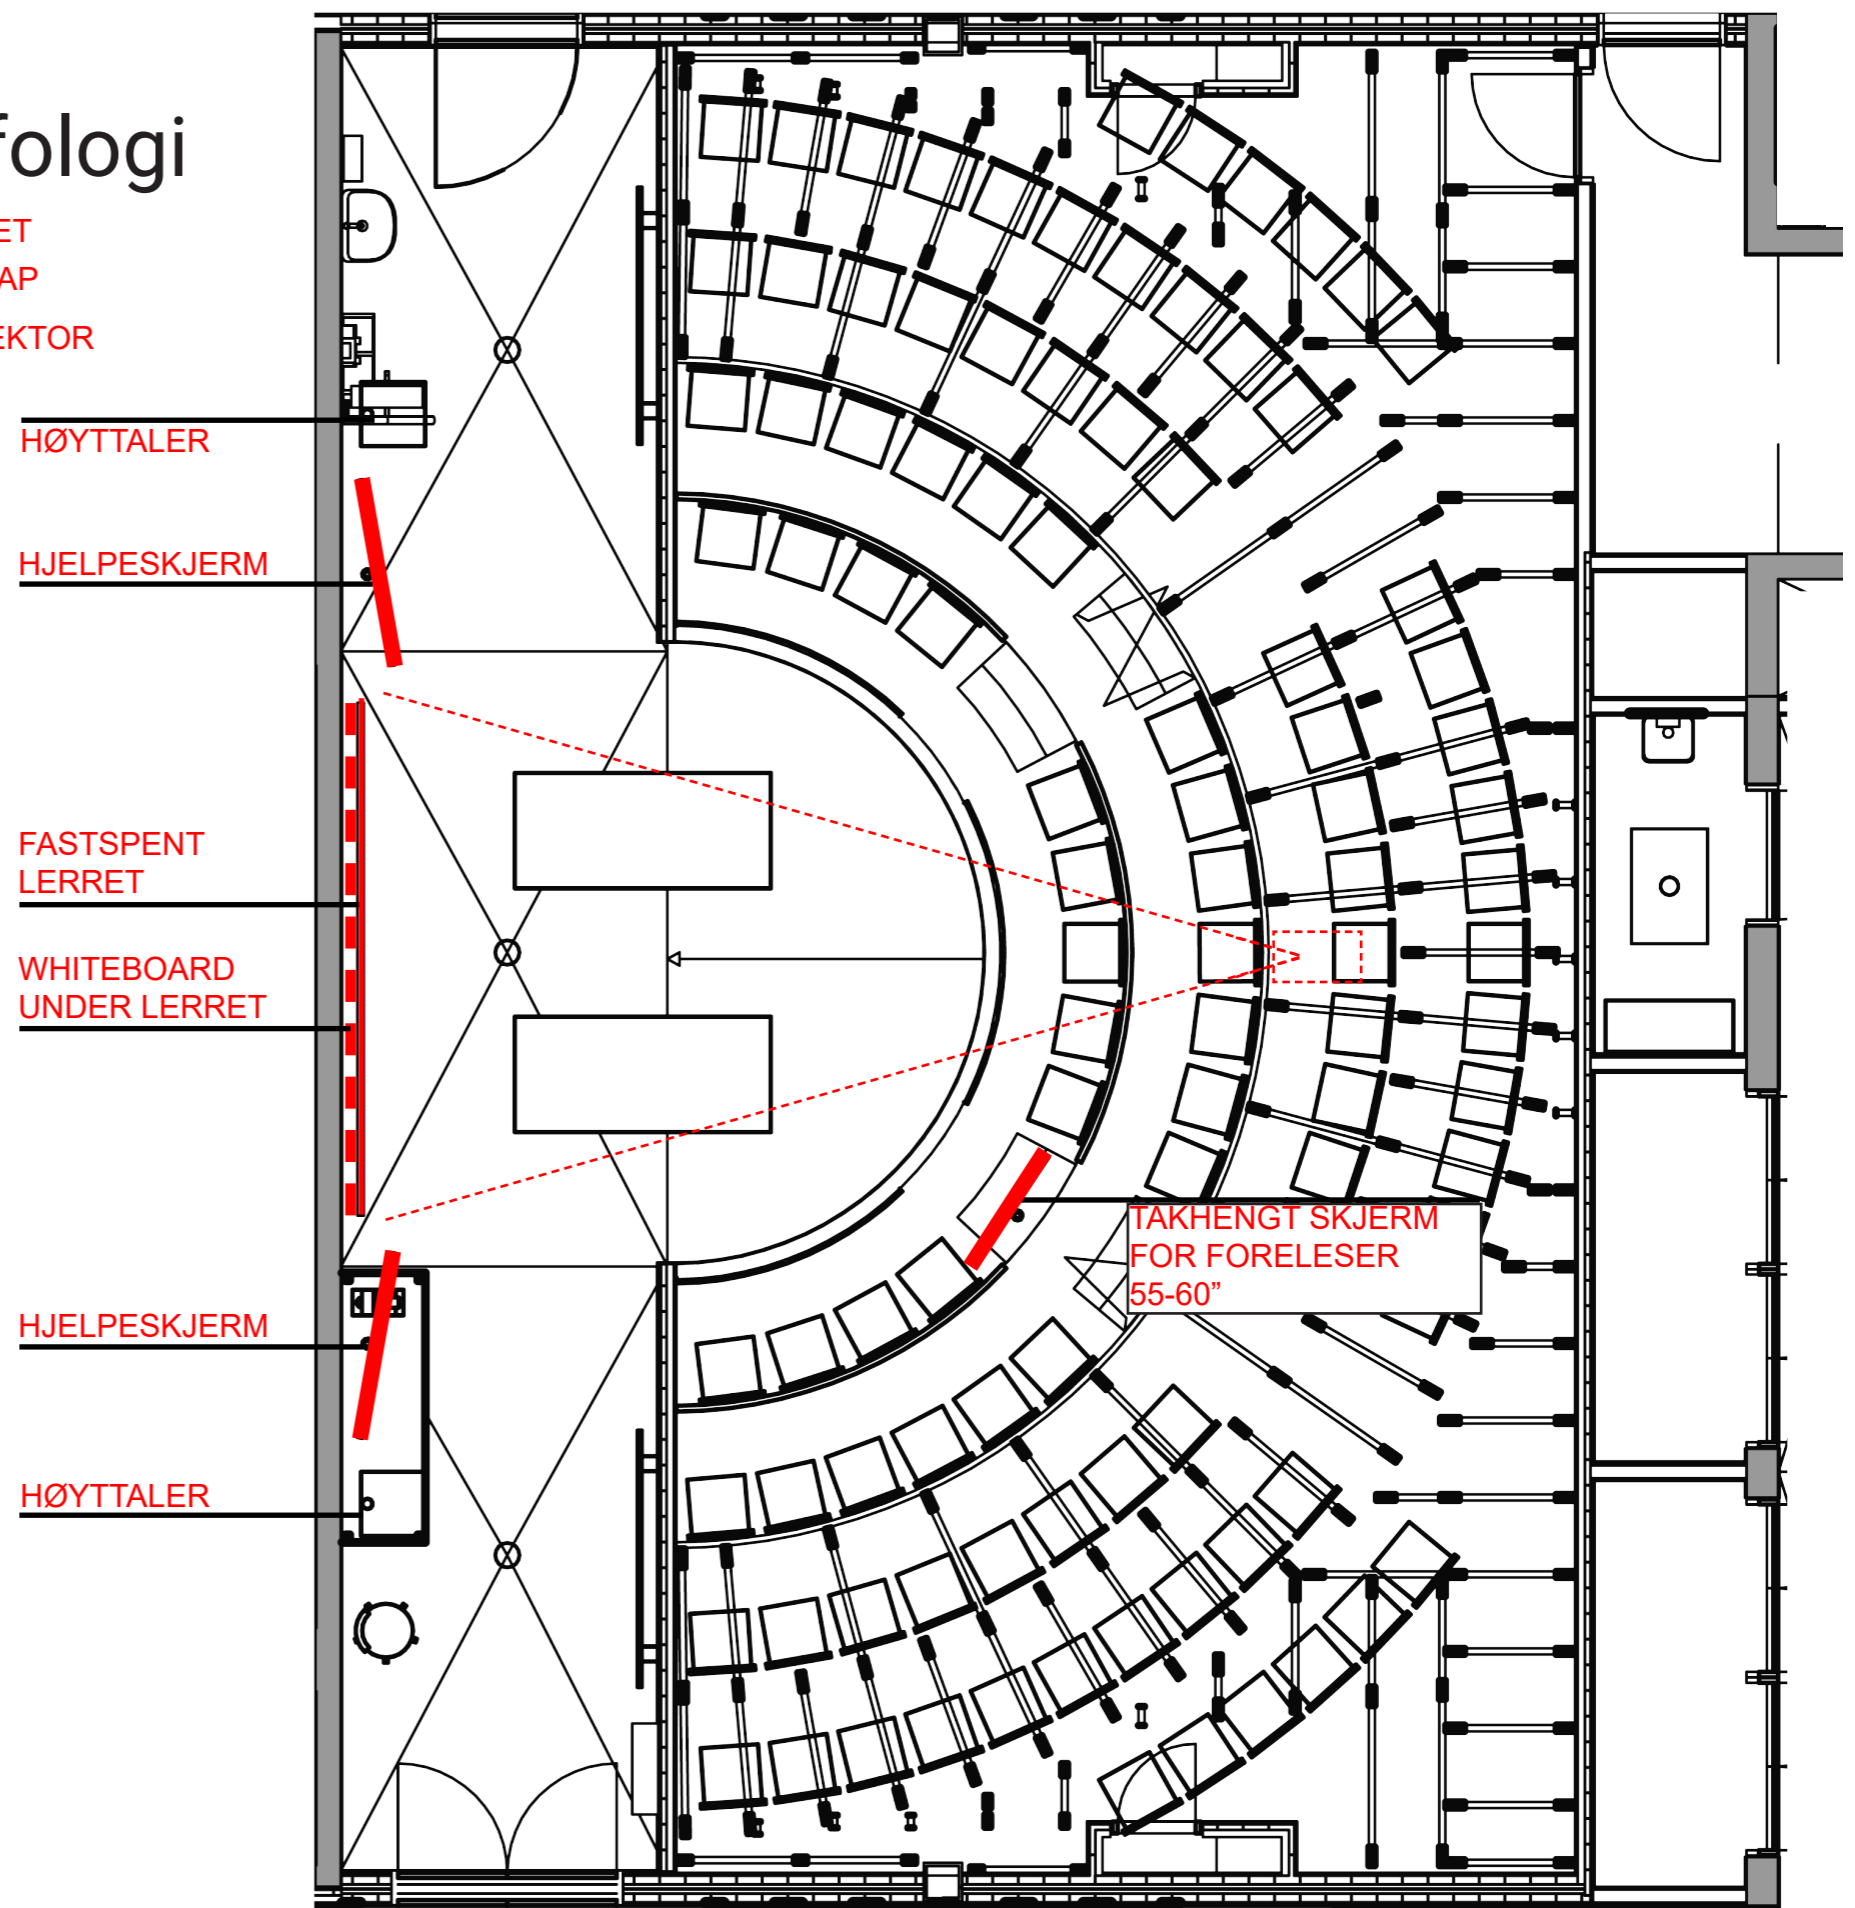 fologi
ET
AP
EKTOR
HØYTTALER
HJELPESKJERM
FASTSPENT
LERRET
WHITEBOARD
UNDER LERRET
TAKHENGT SKJERM
FOR FORELESER
55-60”
HJELPESKJERM
HØYTTALER